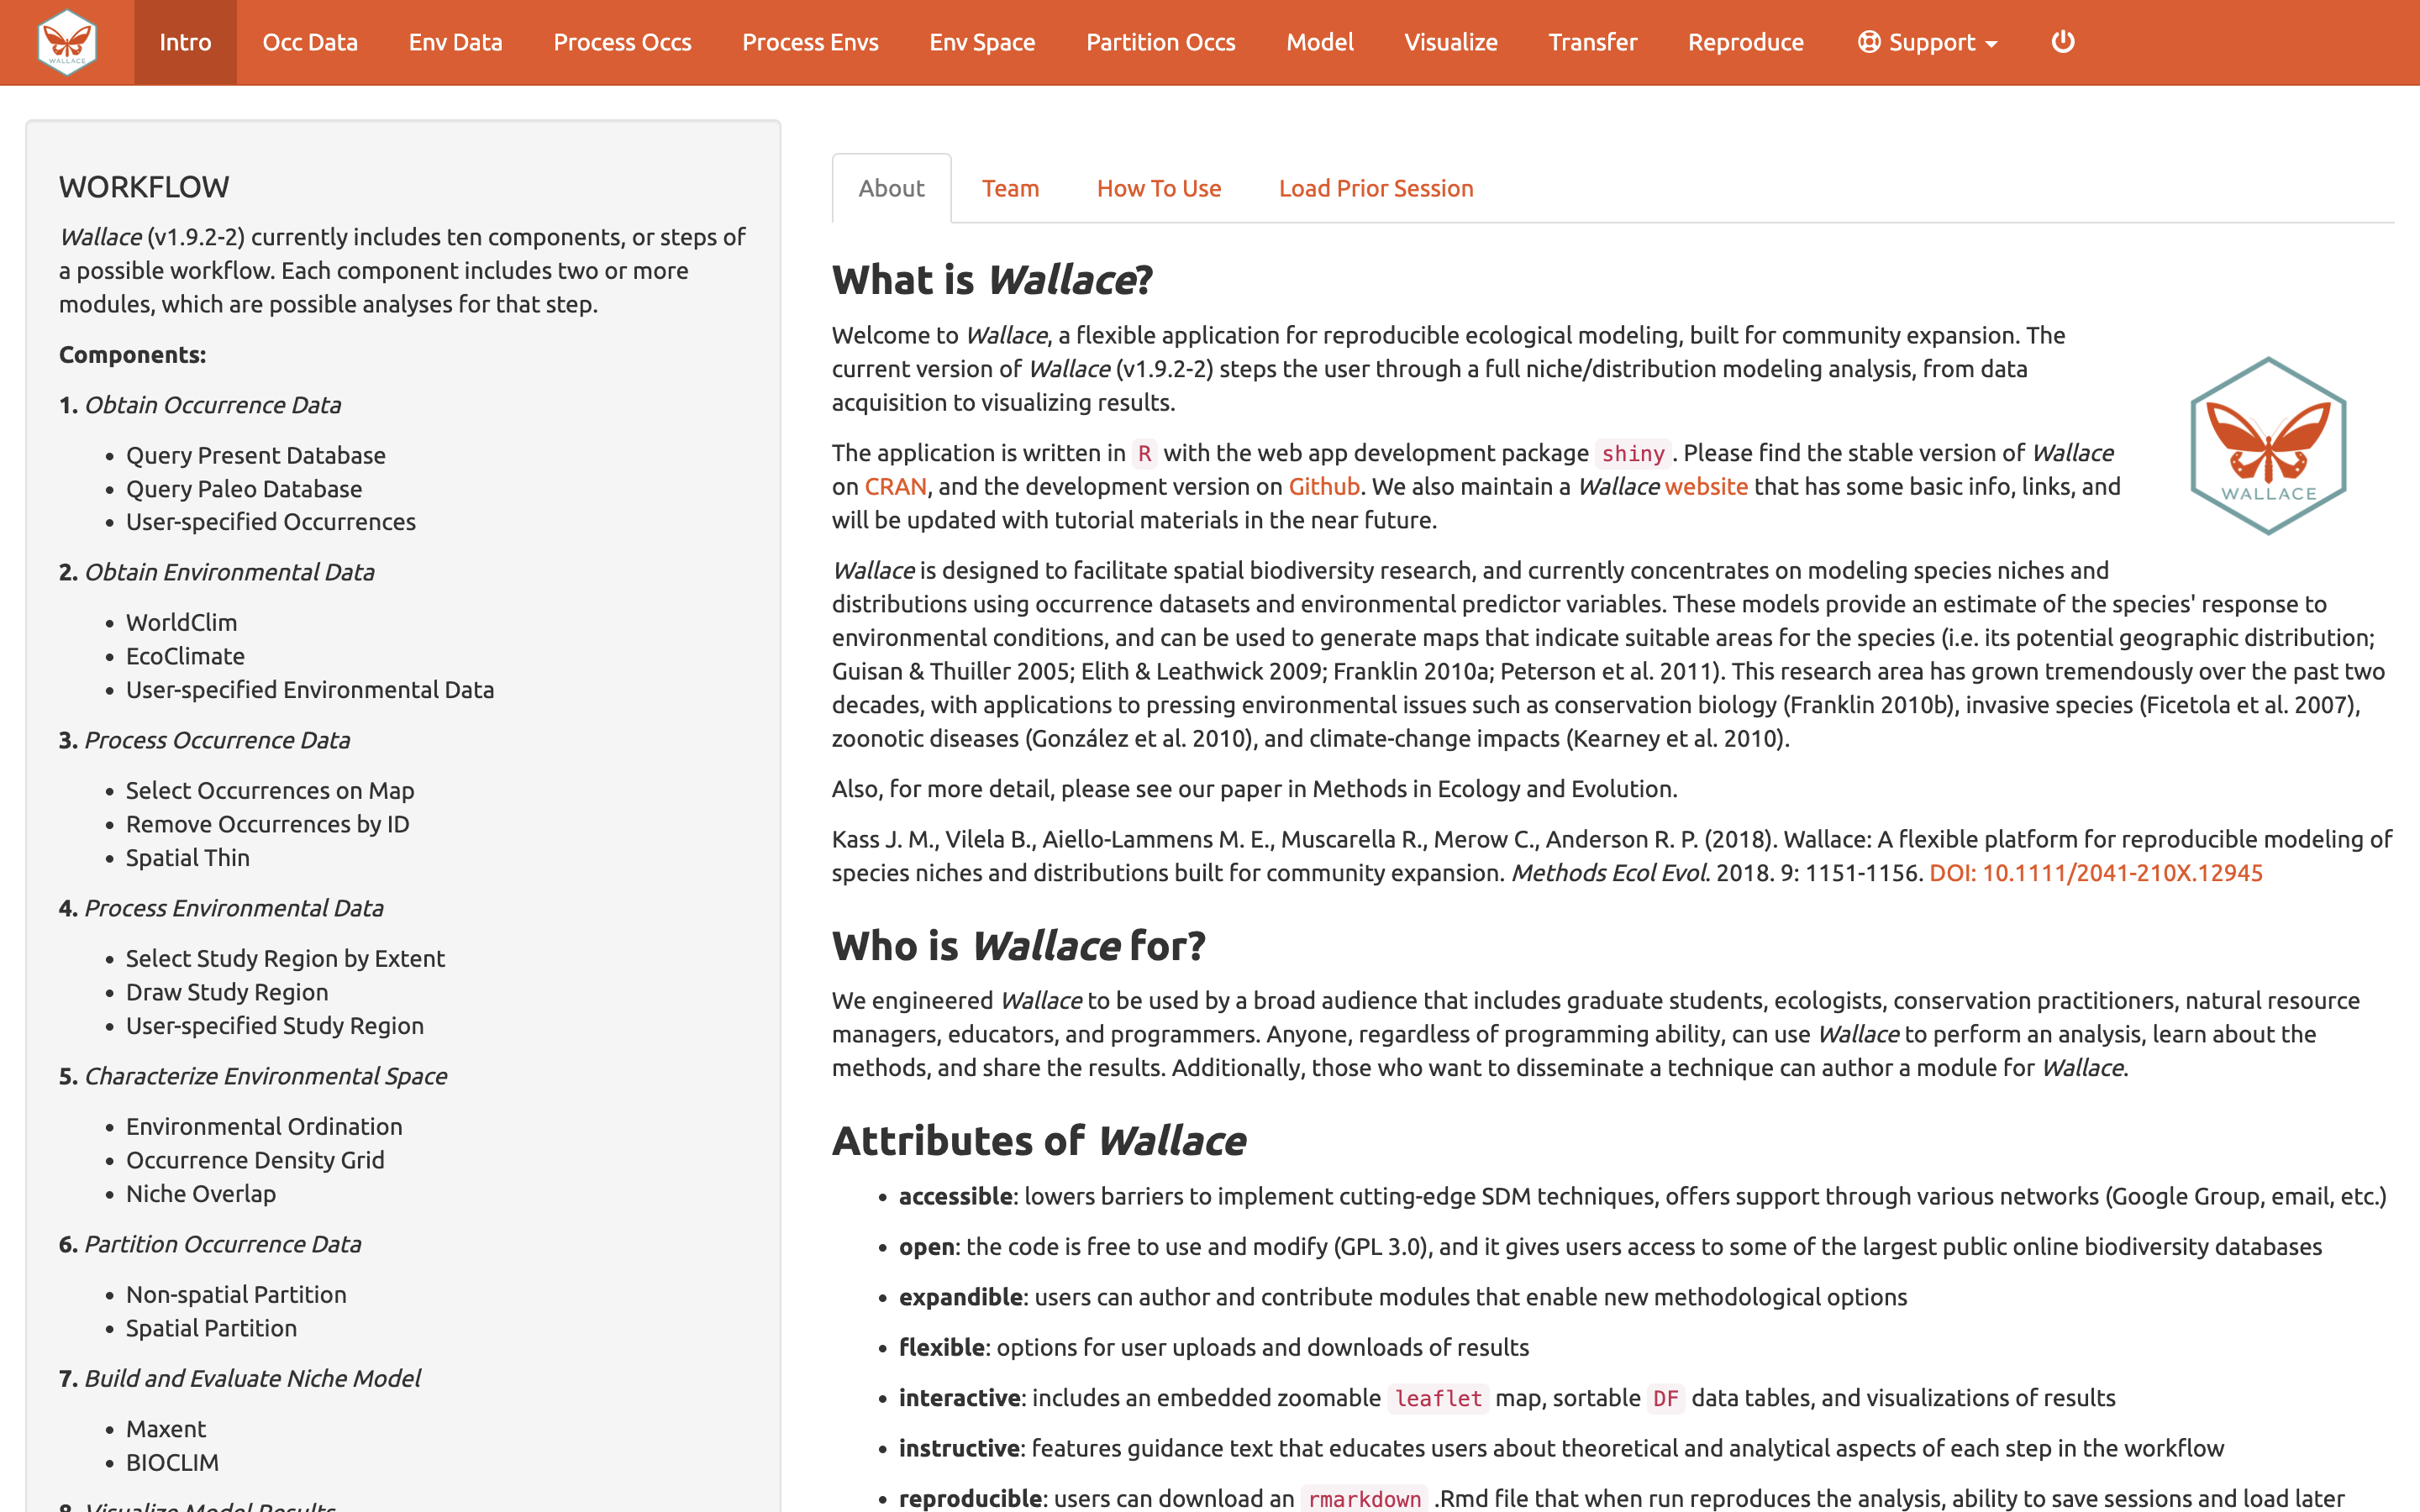 WALLACE
Intro
Occ Data
Env Data
Process Occs
Process Envs
Env Space
Partition Occs
Model
Visualize
Transfer
Reproduce
Support
WORKFLOW
Wallace (v1.9.2-2) currently includes ten components, or steps of
a possible workflow. Each component includes two or more
modules, which are possible analyses for that step.
Components:
1. Obtain Occurrence Data
• Query Present Database
• Query Paleo Database
• User-specified Occurrences
2. Obtain Environmental Data
• WorldClim
• EcoClimate
• User-specified Environmental Data
3. Process Occurrence Data
• Select Occurrences on Map
• Remove Occurrences by ID
• Spatial Thin
4. Process Environmental Data
• Select Study Region by Extent
• Draw Study Region
• User-specified Study Region
5. Characterize Environmental Space
• Environmental Ordination
• Occurrence Density Grid
• Niche Overlap
6. Partition Occurrence Data
• Non-spatial Partition
• Spatial Partition
7. Build and Evaluate Niche Model
• Maxent
• BIOCLIM
8. Visualize Model Results
About
Team
How To Use
Load Prior Session
What is Wallace?
Welcome to Wallace, a flexible application for reproducible ecological modeling, built for community expansion. The
current version of Wallace (v1.9.2-2) steps the user through a full niche/distribution modeling analysis, from data
acquisition to visualizing results.
The application is written in R with the web app development package shiny. Please find the stable version of Wallace
on CRAN, and the development version on Github. We also maintain a Wallace website that has some basic info, links, and
will be updated with tutorial materials in the near future.
WALLACE
Wallace is designed to facilitate spatial biodiversity research, and currently concentrates on modeling species niches and
distributions using occurrence datasets and environmental predictor variables. These models provide an estimate of the species' response to
environmental conditions, and can be used to generate maps that indicate suitable areas for the species (i.e. its potential geographic distribution;
Guisan & Thuiller 2005; Elith & Leathwick 2009; Franklin 2010a; Peterson et al. 2011). This research area has grown tremendously over the past two
decades, with applications to pressing environmental issues such as conservation biology (Franklin 2010b), invasive species (Ficetola et al. 2007),
zoonotic diseases (González et al. 2010), and climate-change impacts (Kearney et al. 2010).
Also, for more detail, please see our paper in Methods in Ecology and Evolution.
Kass J. M., Vilela B., Aiello-Lammens M. E., Muscarella R., Merow C., Anderson R. P. (2018). Wallace: A flexible platform for reproducible modeling of
species niches and distributions built for community expansion. Methods Ecol Evol. 2018. 9: 1151-1156. DOI: 10.1111/2041-210X.12945
Who is Wallace for?
We engineered Wallace to be used by a broad audience that includes graduate students, ecologists, conservation practitioners, natural resource
managers, educators, and programmers. Anyone, regardless of programming ability, can use Wallace to perform an analysis, learn about the
methods, and share the results. Additionally, those who want to disseminate a technique can author a module for Wallace.
Attributes of Wallace
• accessible: lowers barriers to implement cutting-edge SDM techniques, offers support through various networks (Google Group, email, etc.)
• open: the code is free to use and modify (GPL 3.0), and it gives users access to some of the largest public online biodiversity databases
• expandible: users can author and contribute modules that enable new methodological options
• flexible: options for user uploads and downloads of results
• interactive: includes an embedded zoomable leaflet map, sortable DF data tables, and visualizations of results
• instructive: features guidance text that educates users about theoretical and analytical aspects of each step in the workflow
• reproducible: users can download an rmarkdown .Rmd file that when run reproduces the analysis, ability to save sessions and load later